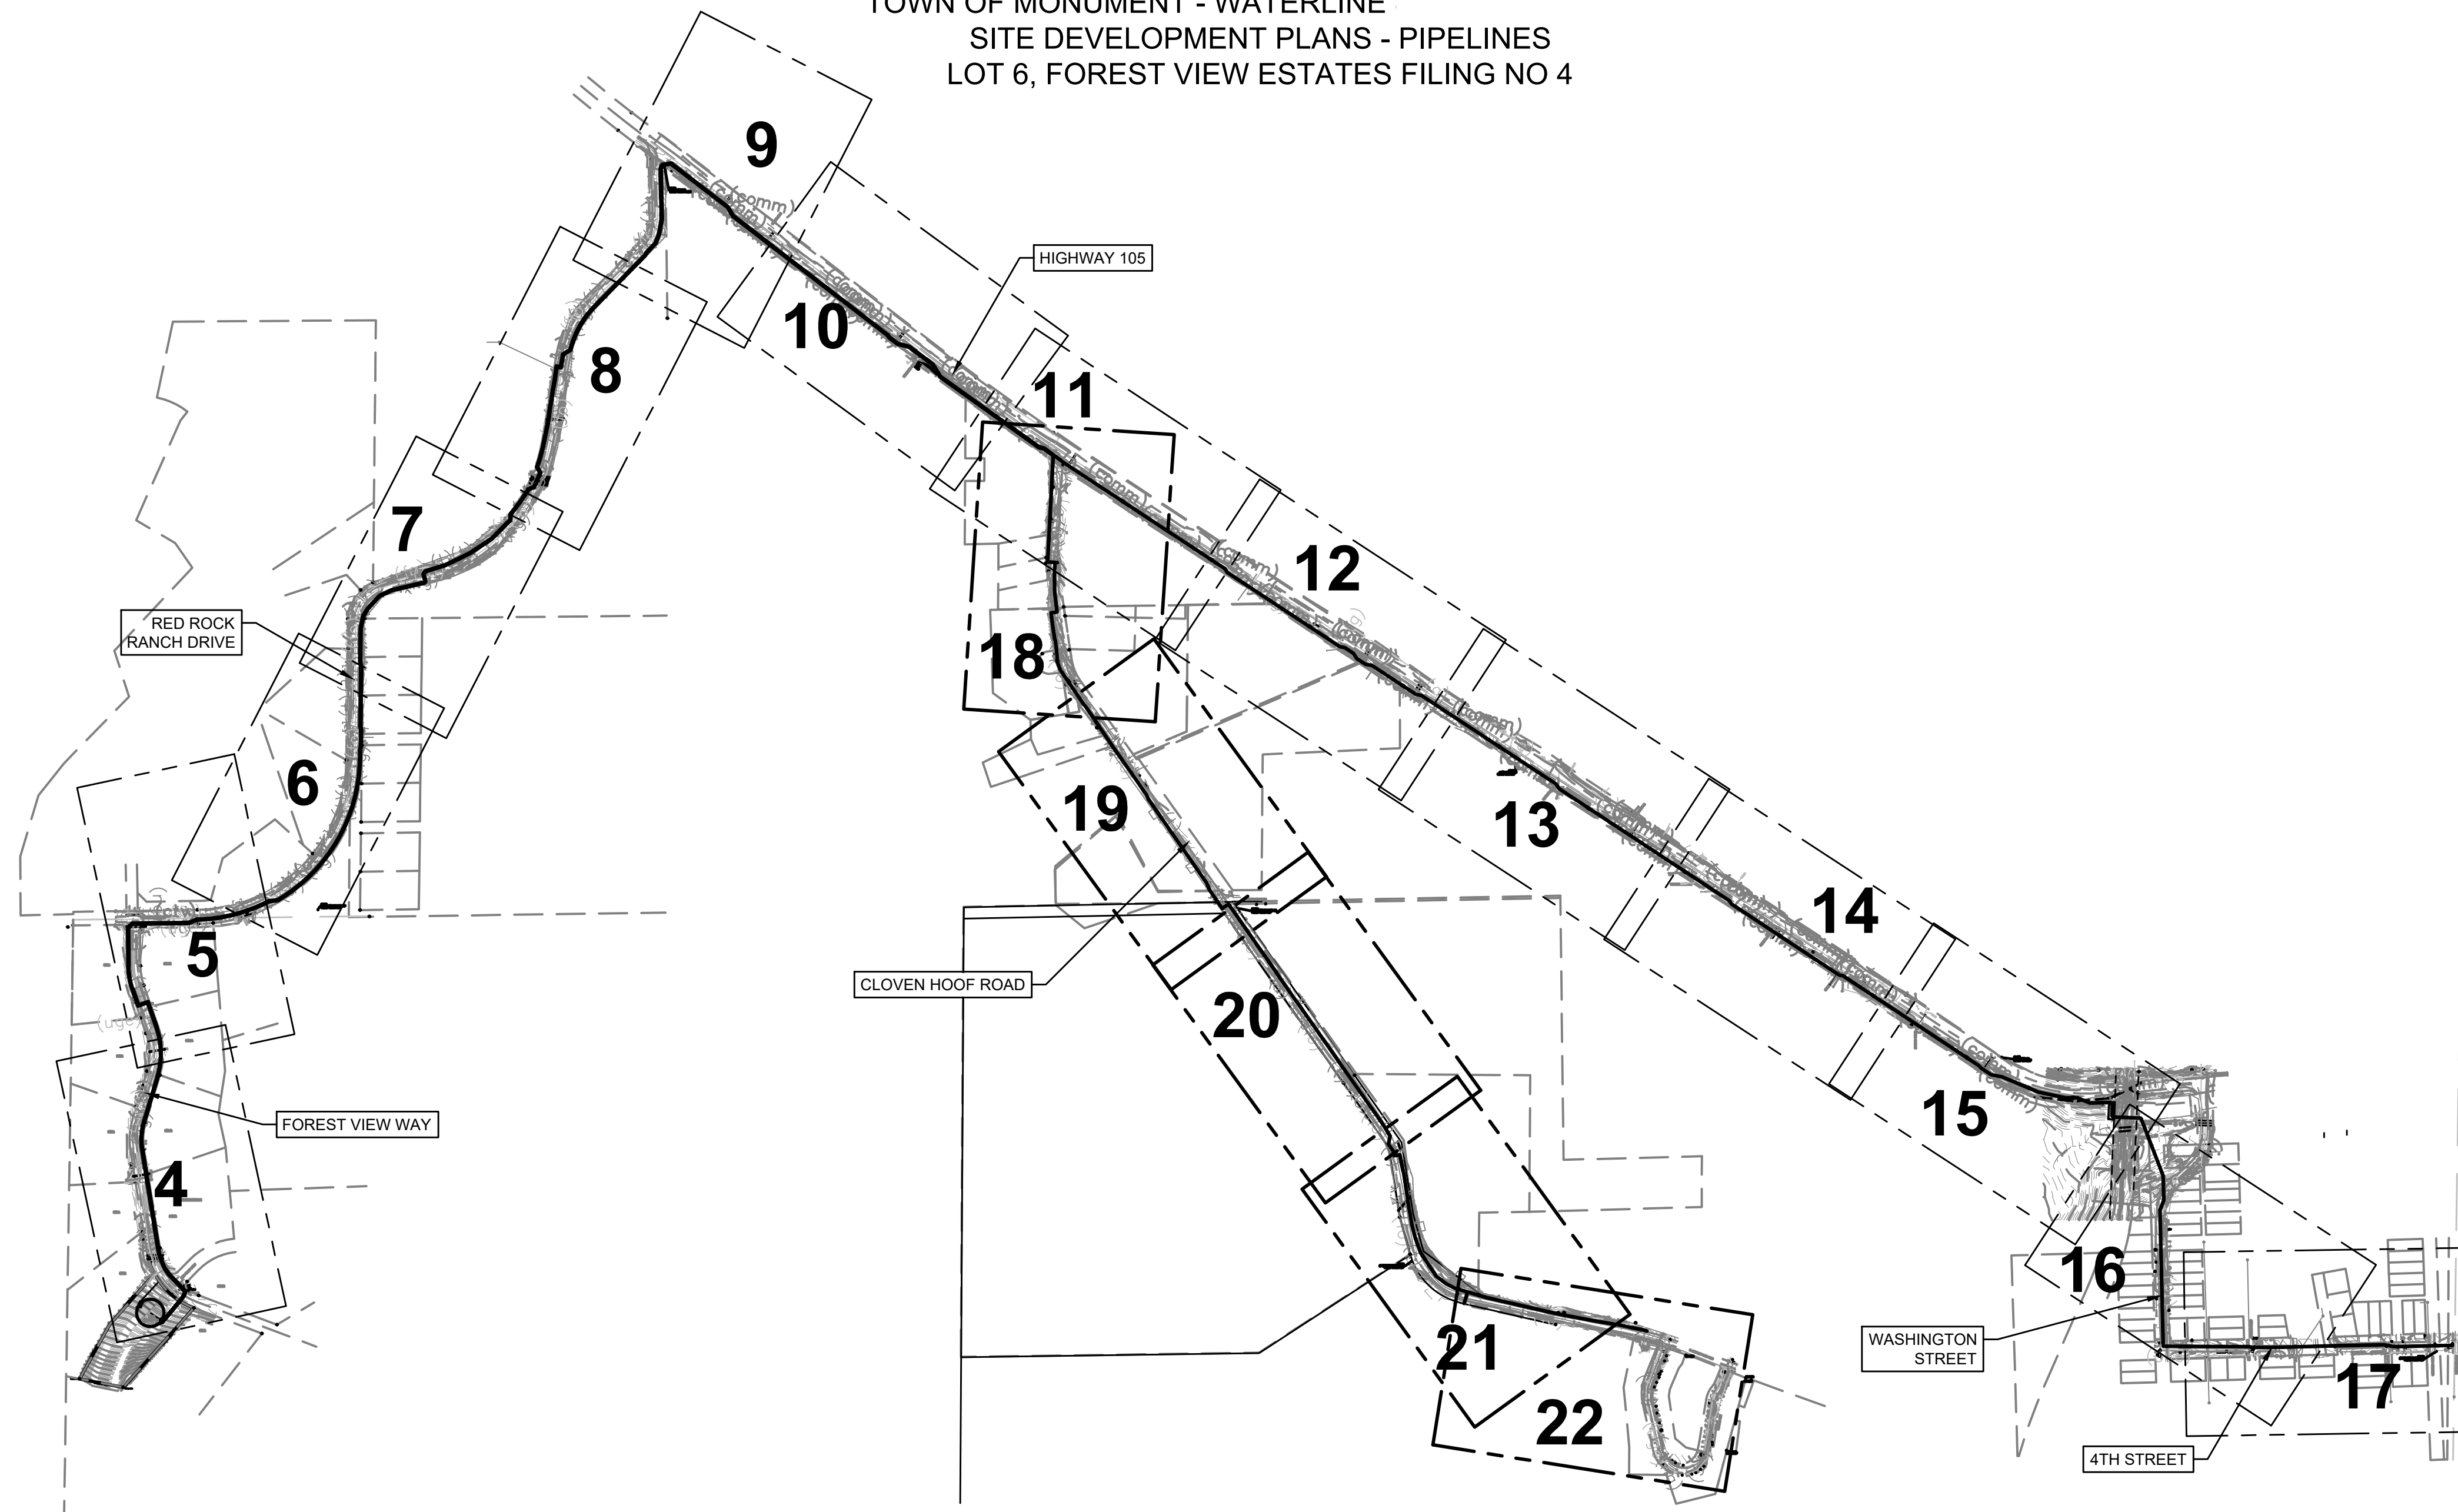 TOWN OF MONUMENT - WATERLINE
SITE DEVELOPMENT PLANS - PIPELINES
LOT 6, FOREST VIEW ESTATES FILING NO 4
9
(comm)
HIGHWAY 105
10
8
11
7
12
RED ROCK
RANCH DRIVE
18
6
19
13
14
5
CLOVEN HOOF ROAD
20
(uge)
FOREST VIEW WAY
15
4
16
21
WASHINGTON
STREET
17
22
4TH STREET